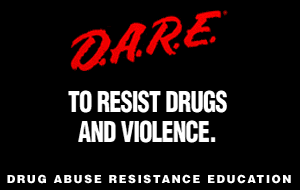 D.A.R.E.®
TO RESIST DRUGS
AND VIOLENCE.
DRUG ABUSE RESISTANCE EDUCATION